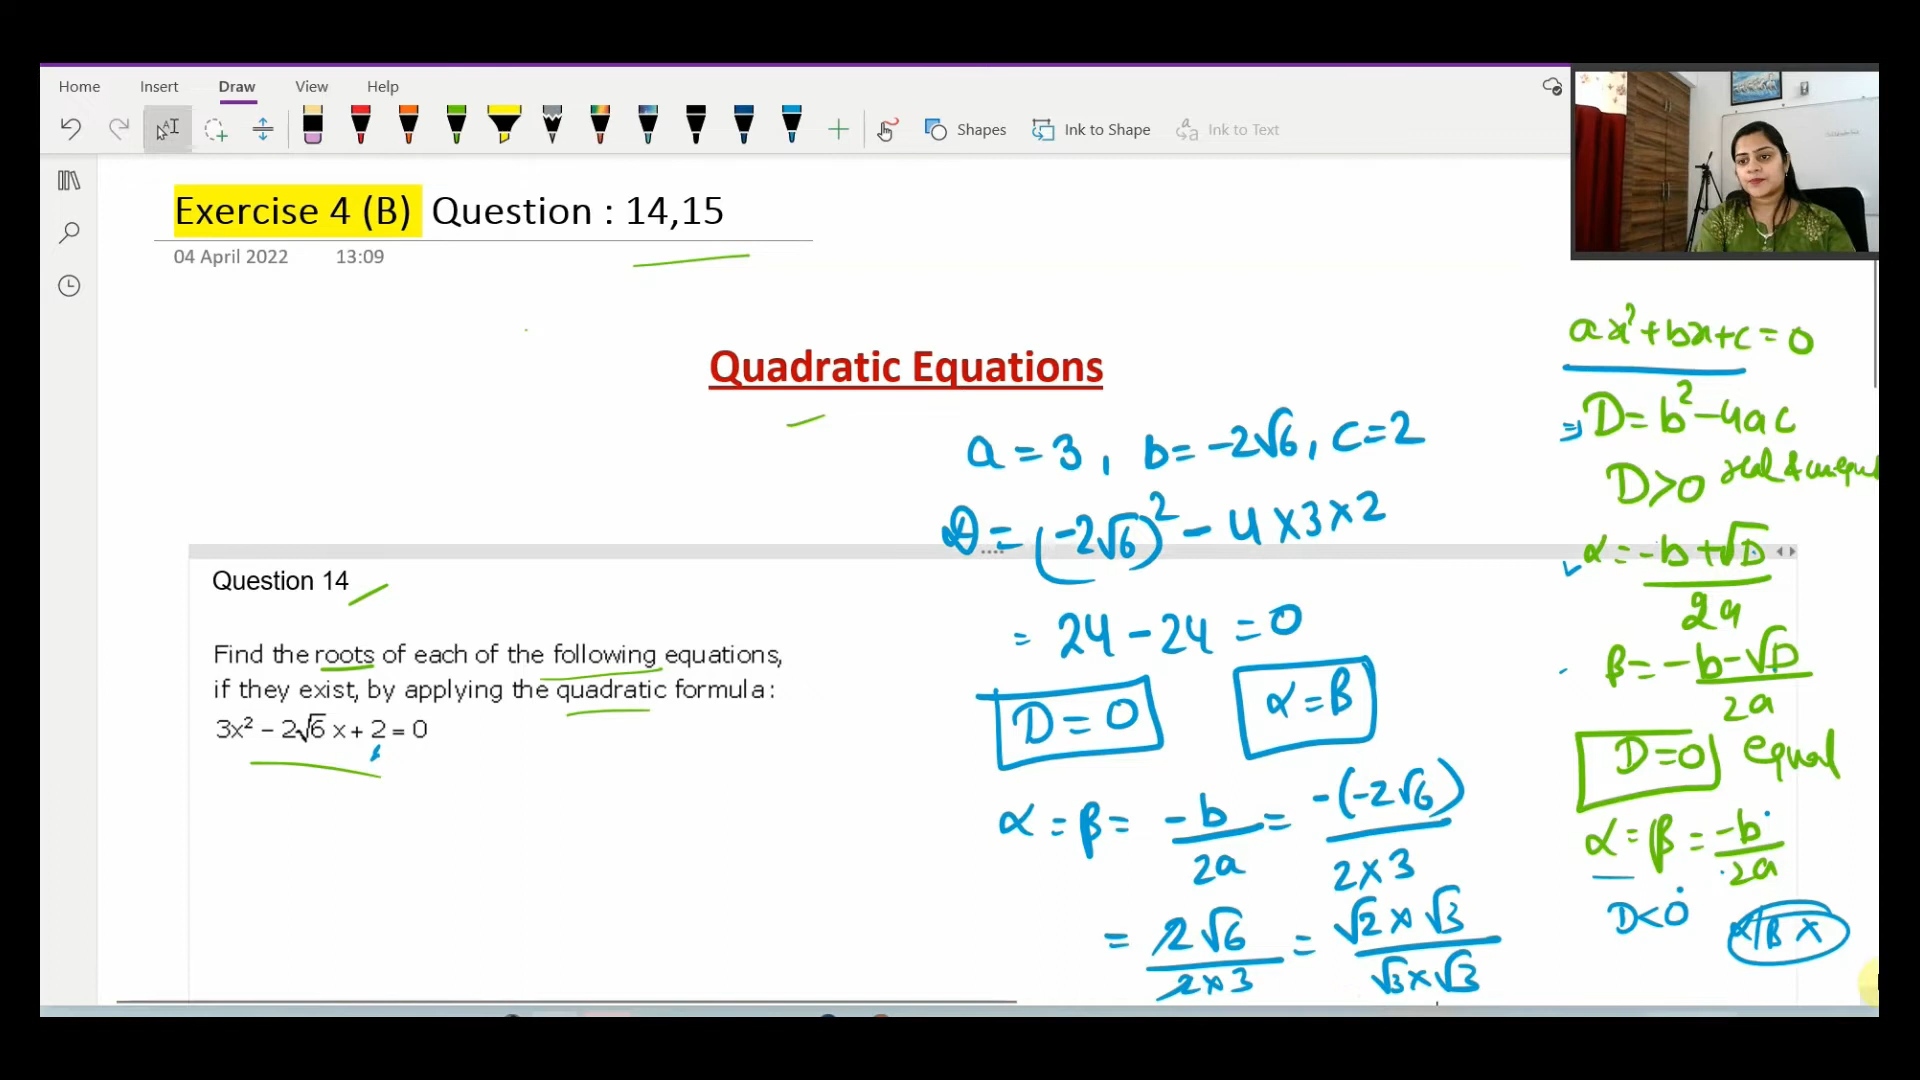 Home Insert Draw View Help
Shapes Ink to Shape Ink to Text
Exercise 4 (B) Question : 14,15
04 April 2022 13:09
Quadratic Equations
Question 14
Find the roots of each of the following equations,
if they exist, by applying the quadratic formula:
3x² − 2√6 x + 2 = 0
a = 3, b = -2√6, c = 2
D = (-2√6)² - 4×3×2
= 24 - 24 = 0
D = 0 α = β
α = β = -b/2a = -(-2√6)/2×3
= 2√6/2×3 = √2×√3/√3×√3
ax²+bx+c = 0
⇒ D = b² - 4ac
D>0 real &
α = -b+√D/2a
β = -b-√D/2a
D=0 equal
α = β = -b/2a
D<0 α/β ×